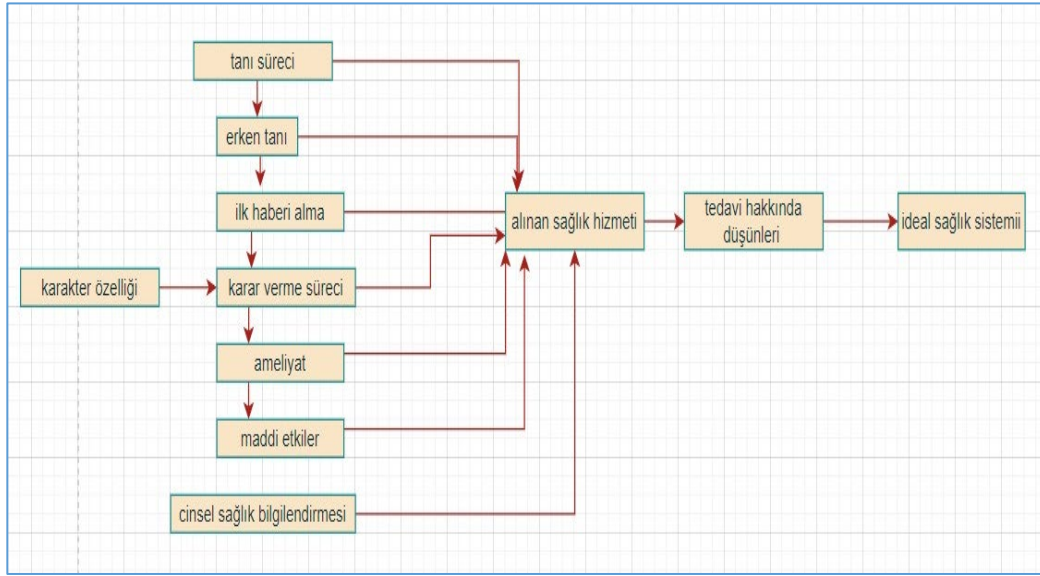 tanı süreci
erken tanı
ilk haberi alma
alınan sağlık hizmeti
tedavi hakkında
düşünleri
ideal sağlık sistemii
karakter özelliği
karar verme süreci
ameliyat
maddi etkiler
cinsel sağlık bilgilendirmesi